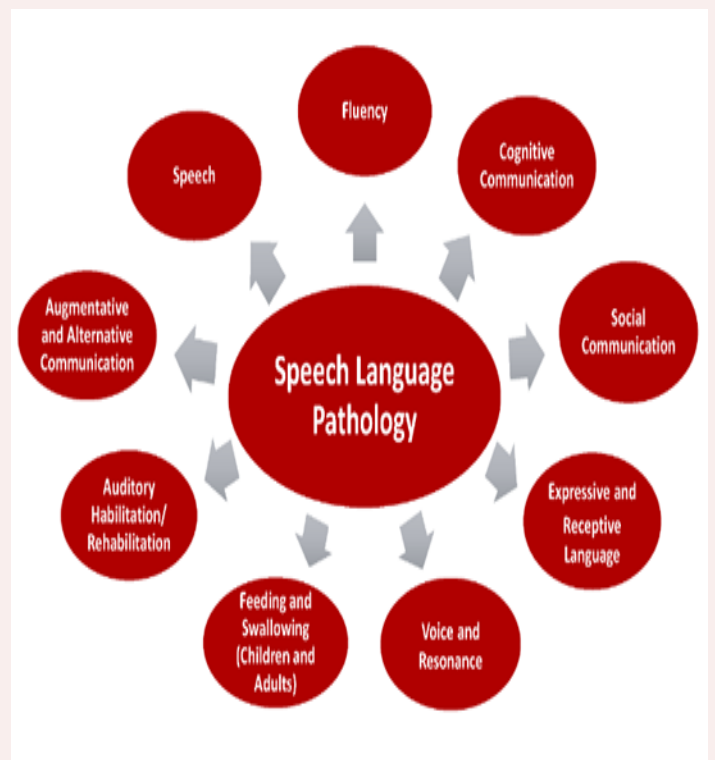 Fluency
Cognitive
Communication
Speech
Social
Communication
Augmentative
and Alternative
Communication
Speech Language
Pathology
Auditory
Habilitation/
Rehabilitation
Expressive and
Receptive
Language
Feeding and
Swallowing
(Children and
Adults)
Voice and
Resonance